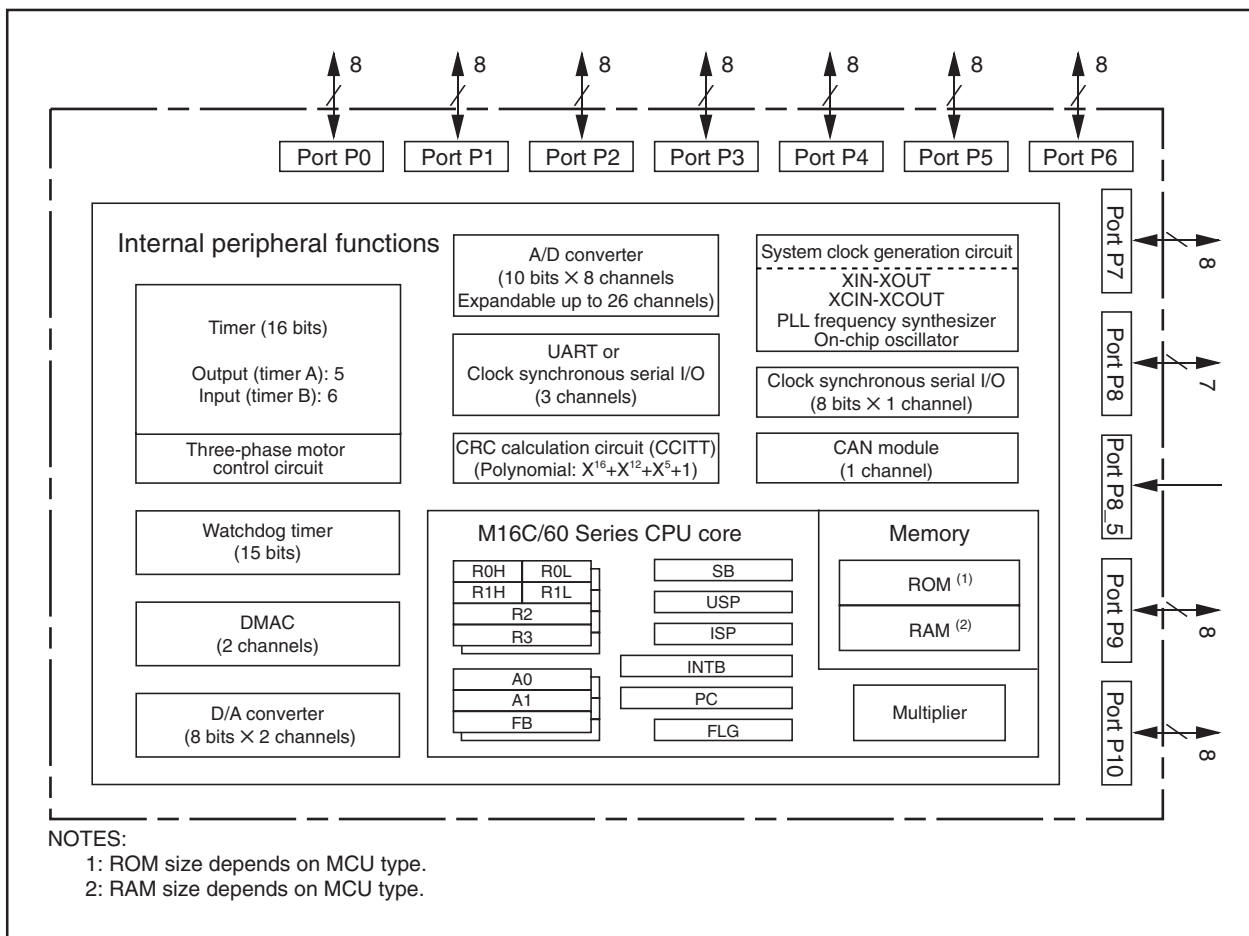 8 8 8 8 8 8 8
Port P0 Port P1 Port P2 Port P3 Port P4 Port P5 Port P6
Internal peripheral functions
Timer (16 bits)
Output (timer A): 5
Input (timer B): 6
Three-phase motor
control circuit
Watchdog timer
(15 bits)
DMAC
(2 channels)
D/A converter
(8 bits × 2 channels)
A/D converter
(10 bits × 8 channels
Expandable up to 26 channels)
UART or
Clock synchronous serial I/O
(3 channels)
CRC calculation circuit (CCITT)
(Polynomial: X¹⁶+X¹²+X⁵+1)
System clock generation circuit
XIN-XOUT
XCIN-XCOUT
PLL frequency synthesizer
On-chip oscillator
Clock synchronous serial I/O
(8 bits × 1 channel)
CAN module
(1 channel)
M16C/60 Series CPU core
R0H R0L
R1H R1L
R2
R3
A0
A1
FB
SB
USP
ISP
INTB
PC
FLG
Memory
ROM (1)
RAM (2)
Multiplier
Port P7
8
Port P8
7
Port P8_5
Port P9
8
Port P10
8
NOTES:
1: ROM size depends on MCU type.
2: RAM size depends on MCU type.